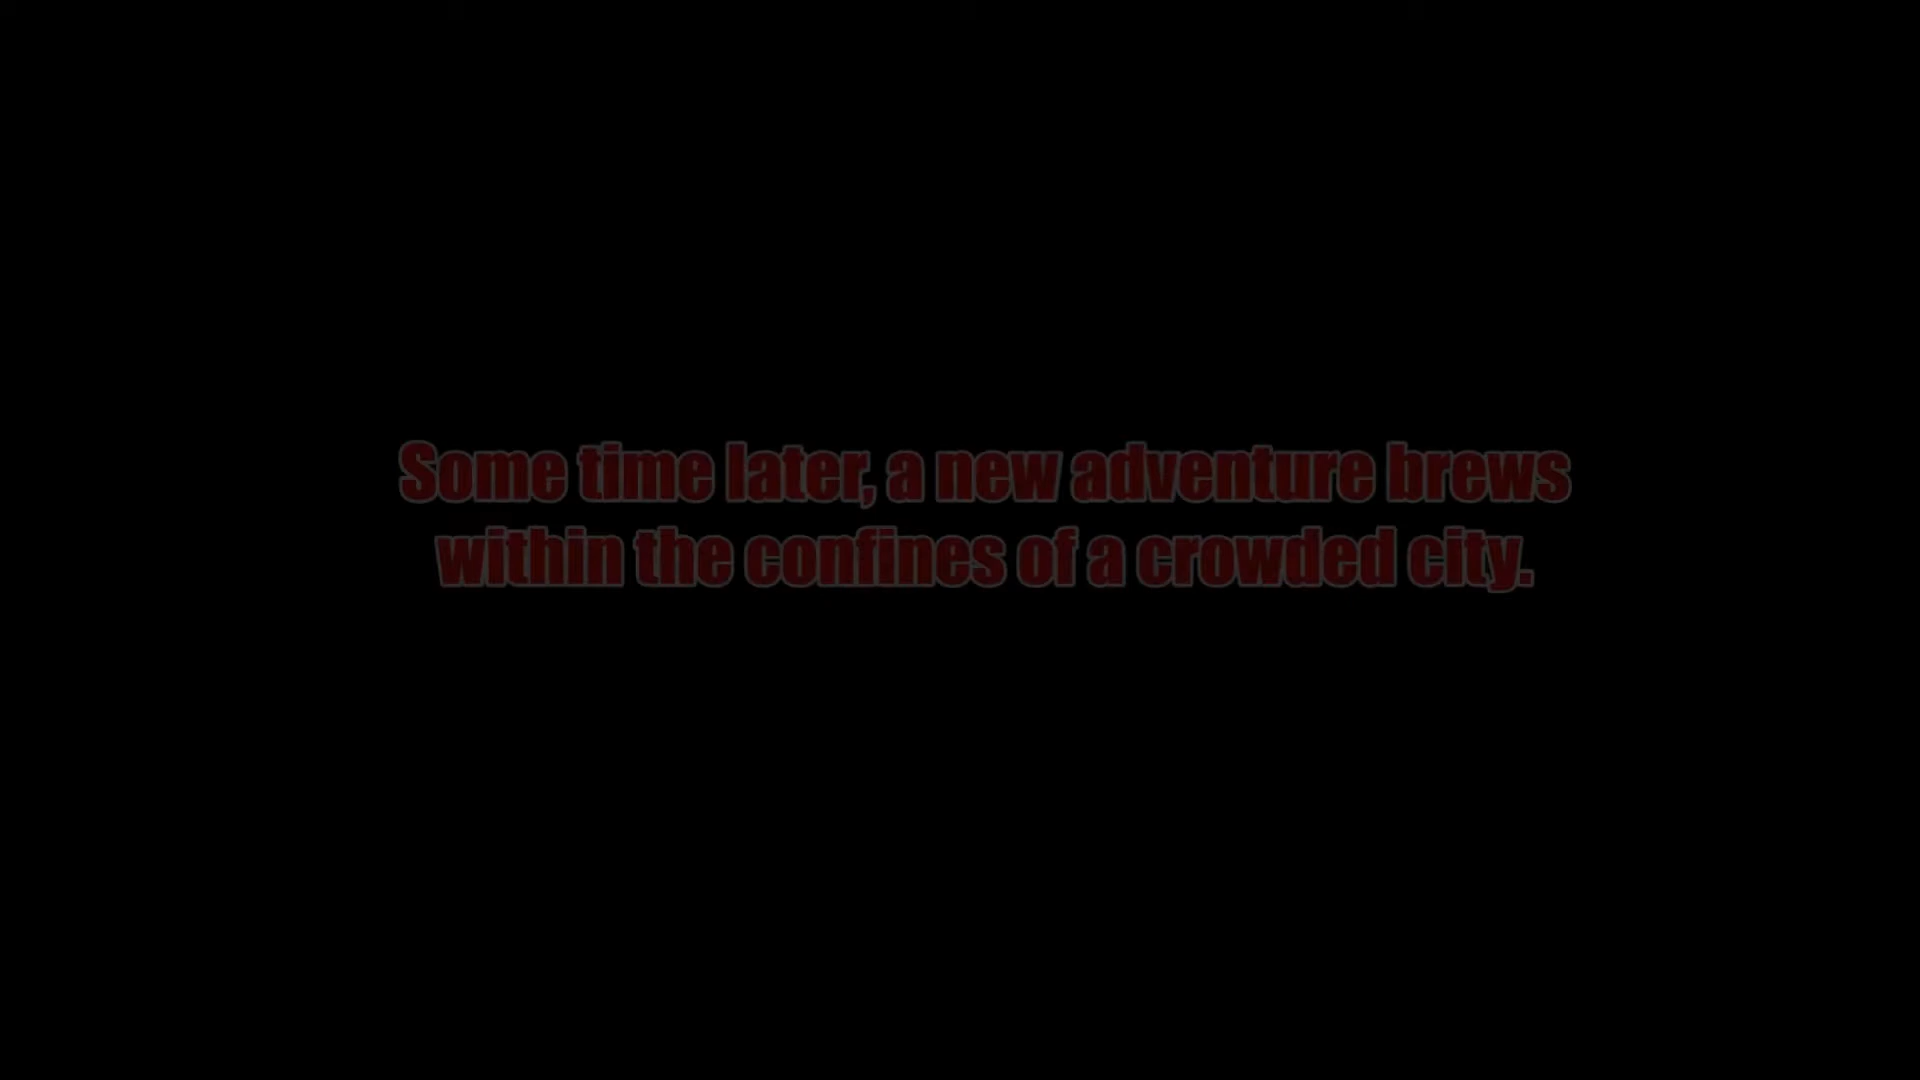 Some time later, a new adventure brews
within the confines of a crowded city.